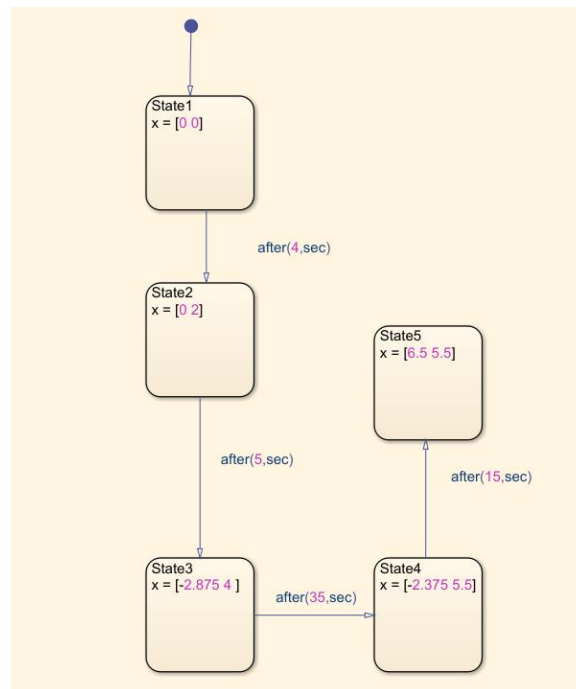 State1
x = [0 0]
after(4,sec)
State2
x = [0 2]
after(5,sec)
State3
x = [-2.875 4 ]
after(35,sec)
State4
x = [-2.375 5.5]
after(15,sec)
State5
x = [6.5 5.5]